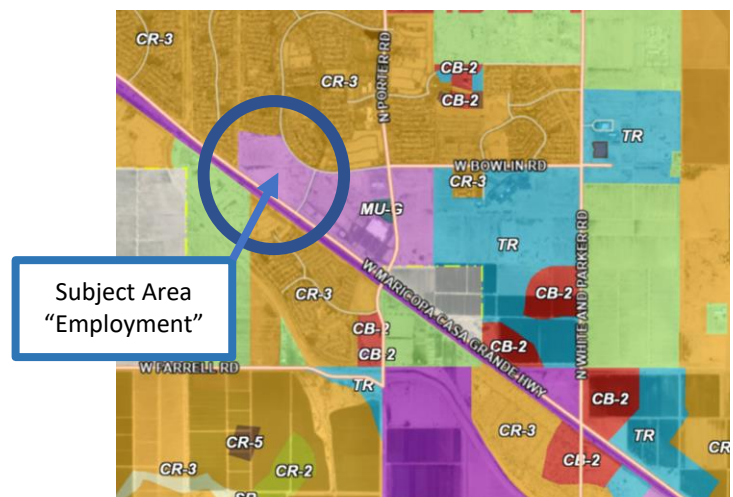 CR-3
CR-3
N PORTER RD
CB-2
CB-2
TR
W BOWLIN RD
CR-3
MU-G
TR
N WHITE AND PARKER RD
Subject Area
“Employment”
W MARICOPA CASA GRANDE HWY
CR-3
CB-2
CB-2
CB-2
CB-2
W FARRELL RD
TR
CB-2
CR-3
TR
CR-5
CR-3
CR-2
CB-2